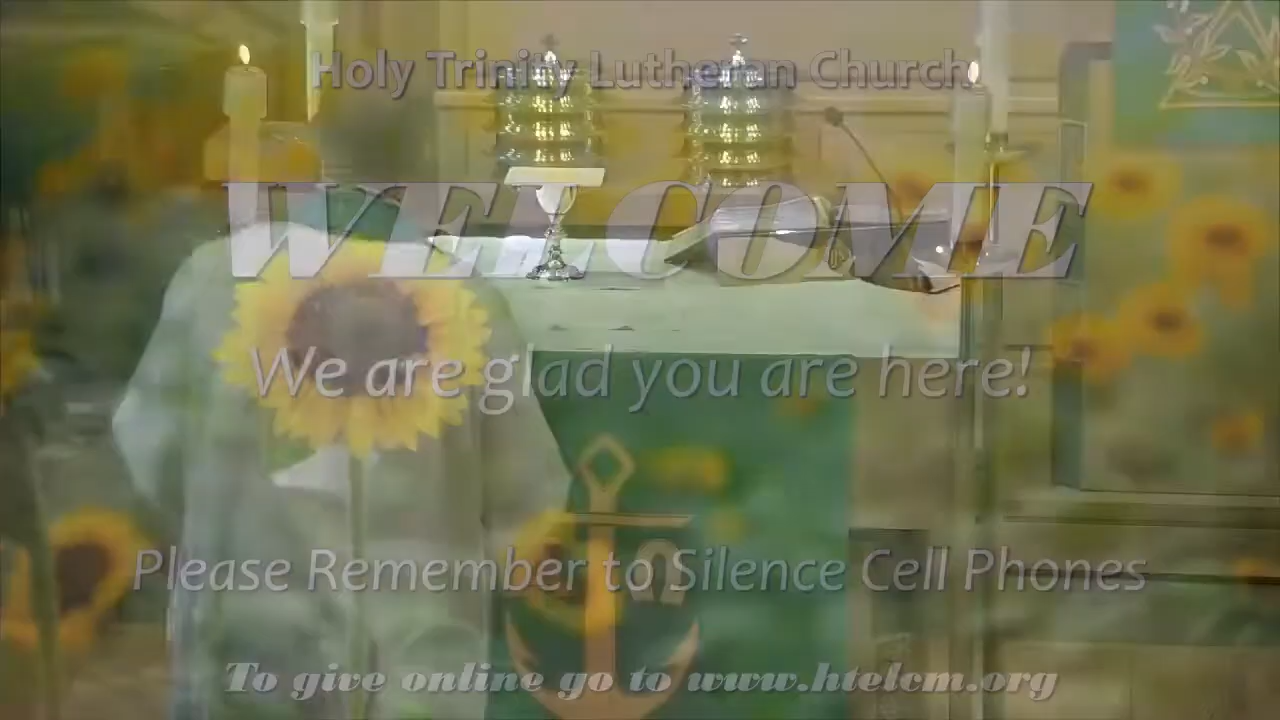 Holy Trinity Lutheran Church
WELCOME
We are glad you are here!
Please Remember to Silence Cell Phones
To give online go to www.htelcm.org